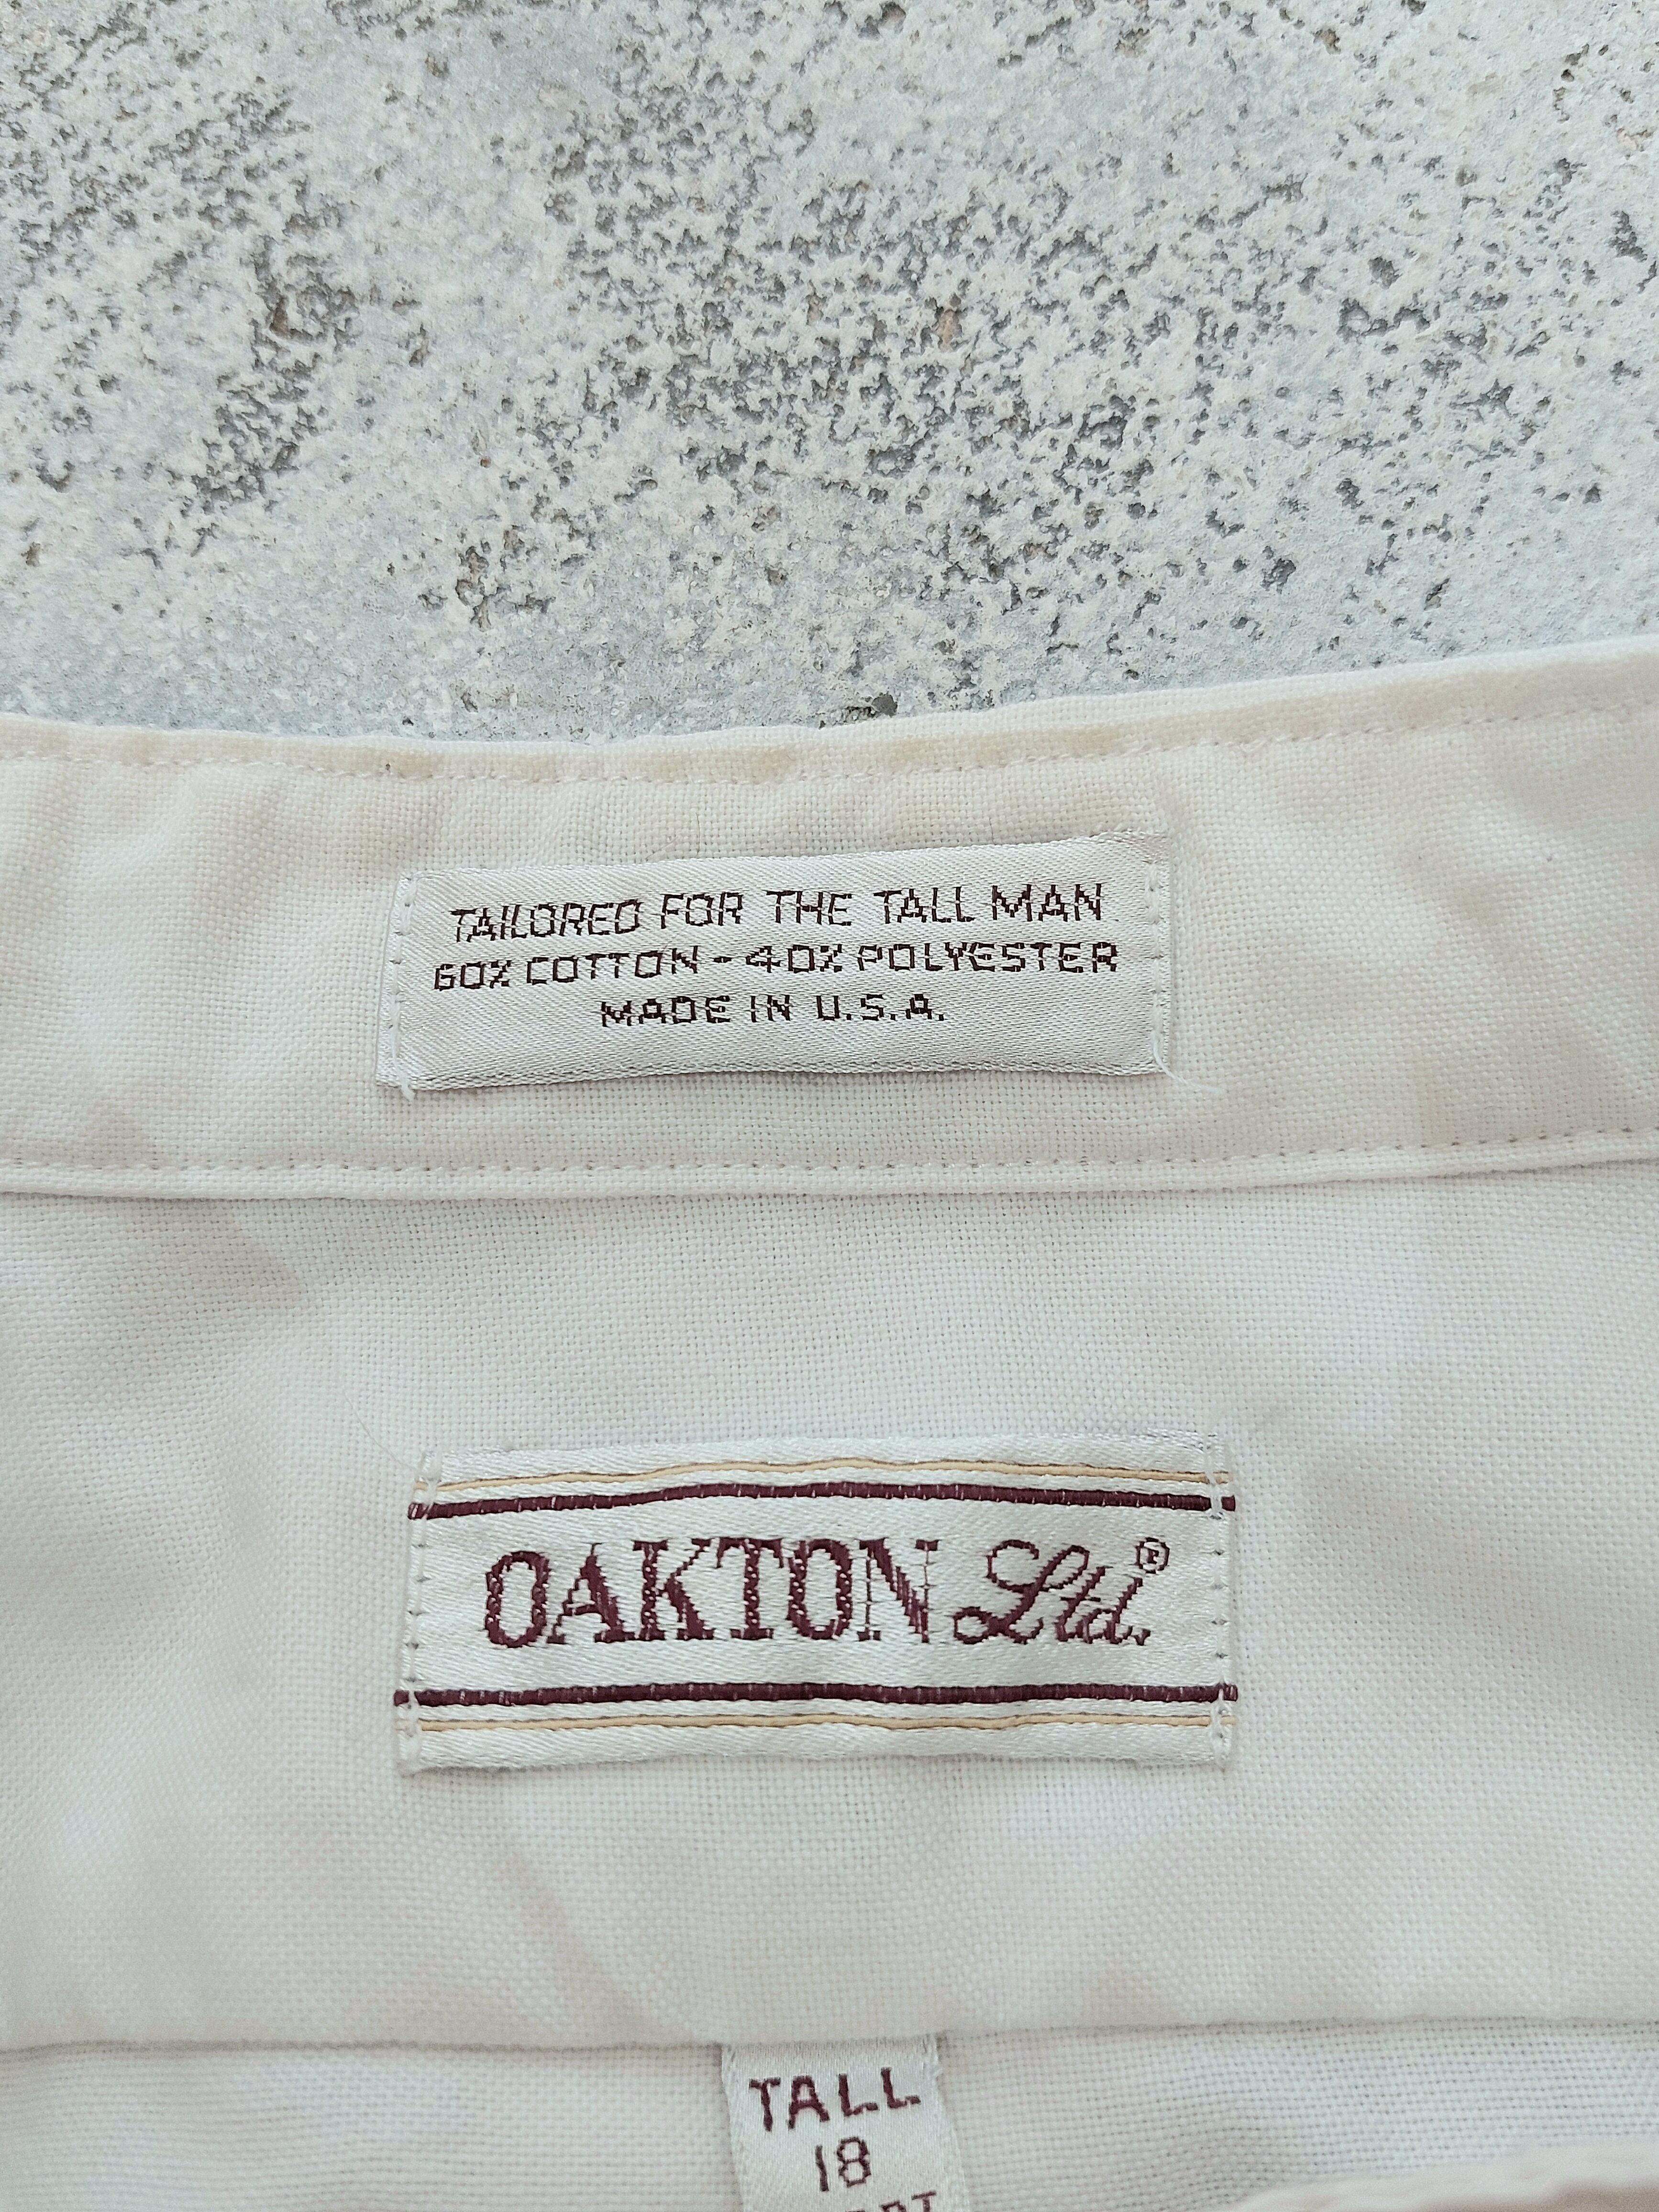 TAILORED FOR THE TALL MAN
60% COTTON - 40% POLYESTER
MADE IN U.S.A.
OAKTON Ltd.®
TALL
18